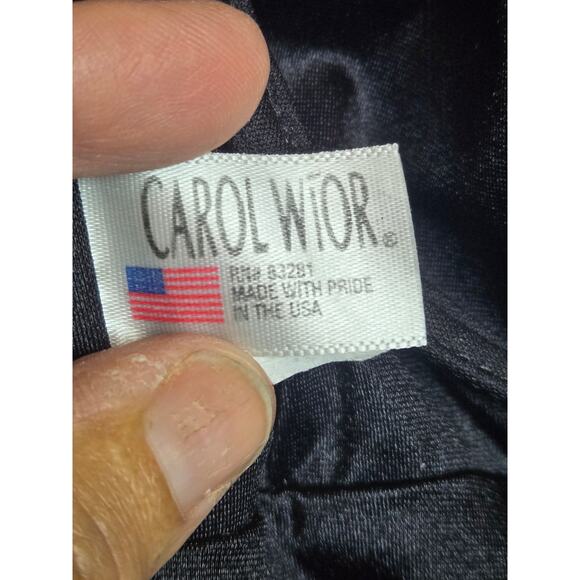 CAROL WIOR®
RN# 83281
MADE WITH PRIDE
IN THE USA